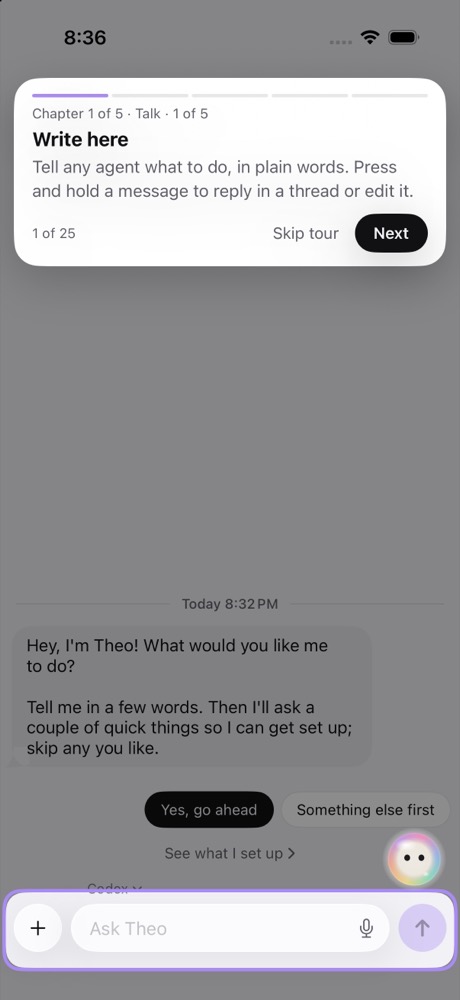 8:36
Chapter 1 of 5 · Talk · 1 of 5
Write here
Tell any agent what to do, in plain words. Press
and hold a message to reply in a thread or edit it.
1 of 25
Skip tour
Next
Today 8:32 PM
Hey, I'm Theo! What would you like me
to do?
Tell me in a few words. Then I'll ask a
couple of quick things so I can get set up;
skip any you like.
Yes, go ahead
Something else first
See what I set up
Codex
Ask Theo